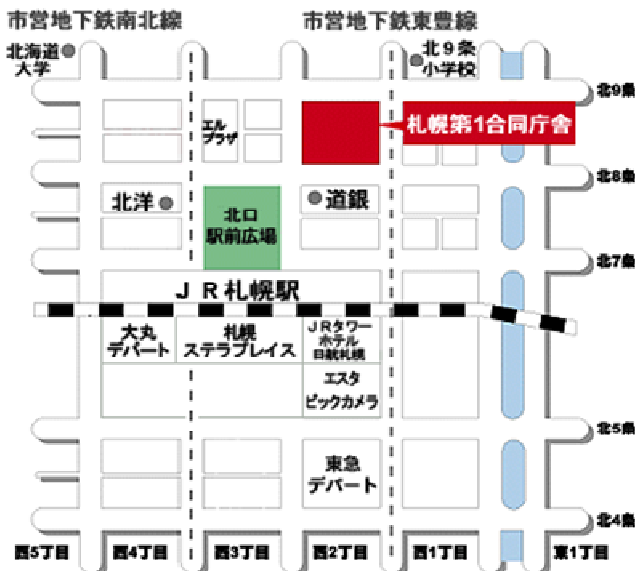 市営地下鉄南北線
市営地下鉄東豊線
北海道
大学
北9条
小学校
北9条
エル
プラザ
札幌第1合同庁舎
北8条
北洋
道銀
北口
駅前広場
北7条
JR札幌駅
大丸
デパート
札幌
ステラプレイス
JRタワー
ホテル
日航札幌
エスタ
ビックカメラ
北5条
東急
デパート
北4条
西5丁目
西4丁目
西3丁目
西2丁目
西1丁目
東1丁目